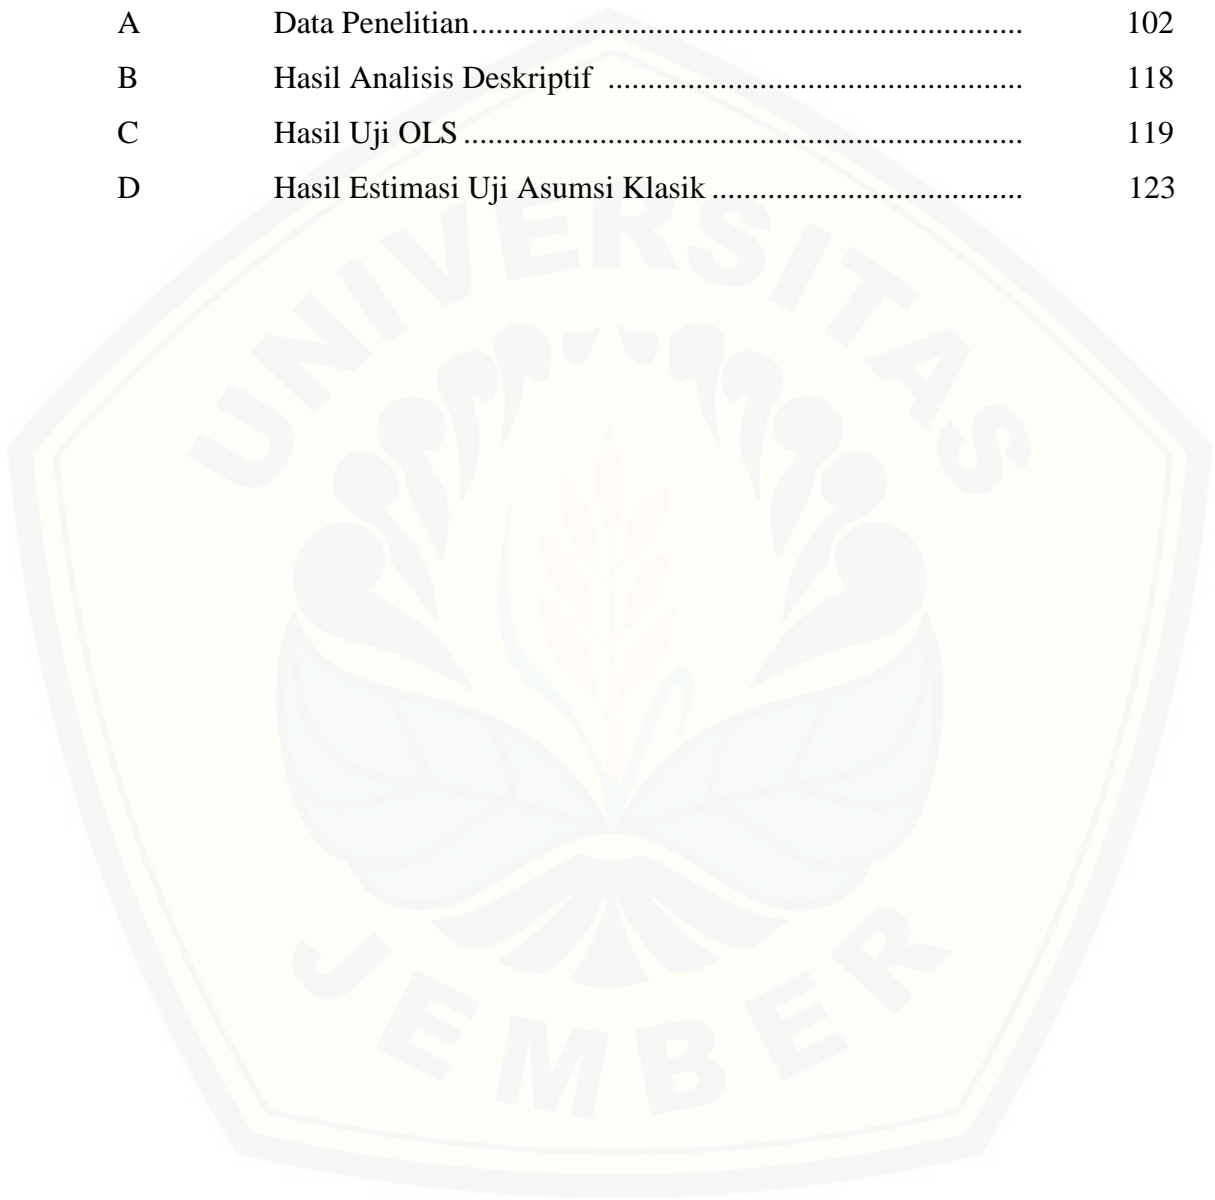 A Data Penelitian.................................................................... 102
B Hasil Analisis Deskriptif ................................................... 118
C Hasil Uji OLS..................................................................... 119
D Hasil Estimasi Uji Asumsi Klasik...................................... 123
UNIVERSITAS
JEMBER